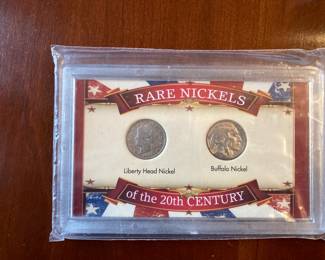 RARE NICKELS
Liberty Head Nickel
Buffalo Nickel
of the 20th CENTURY